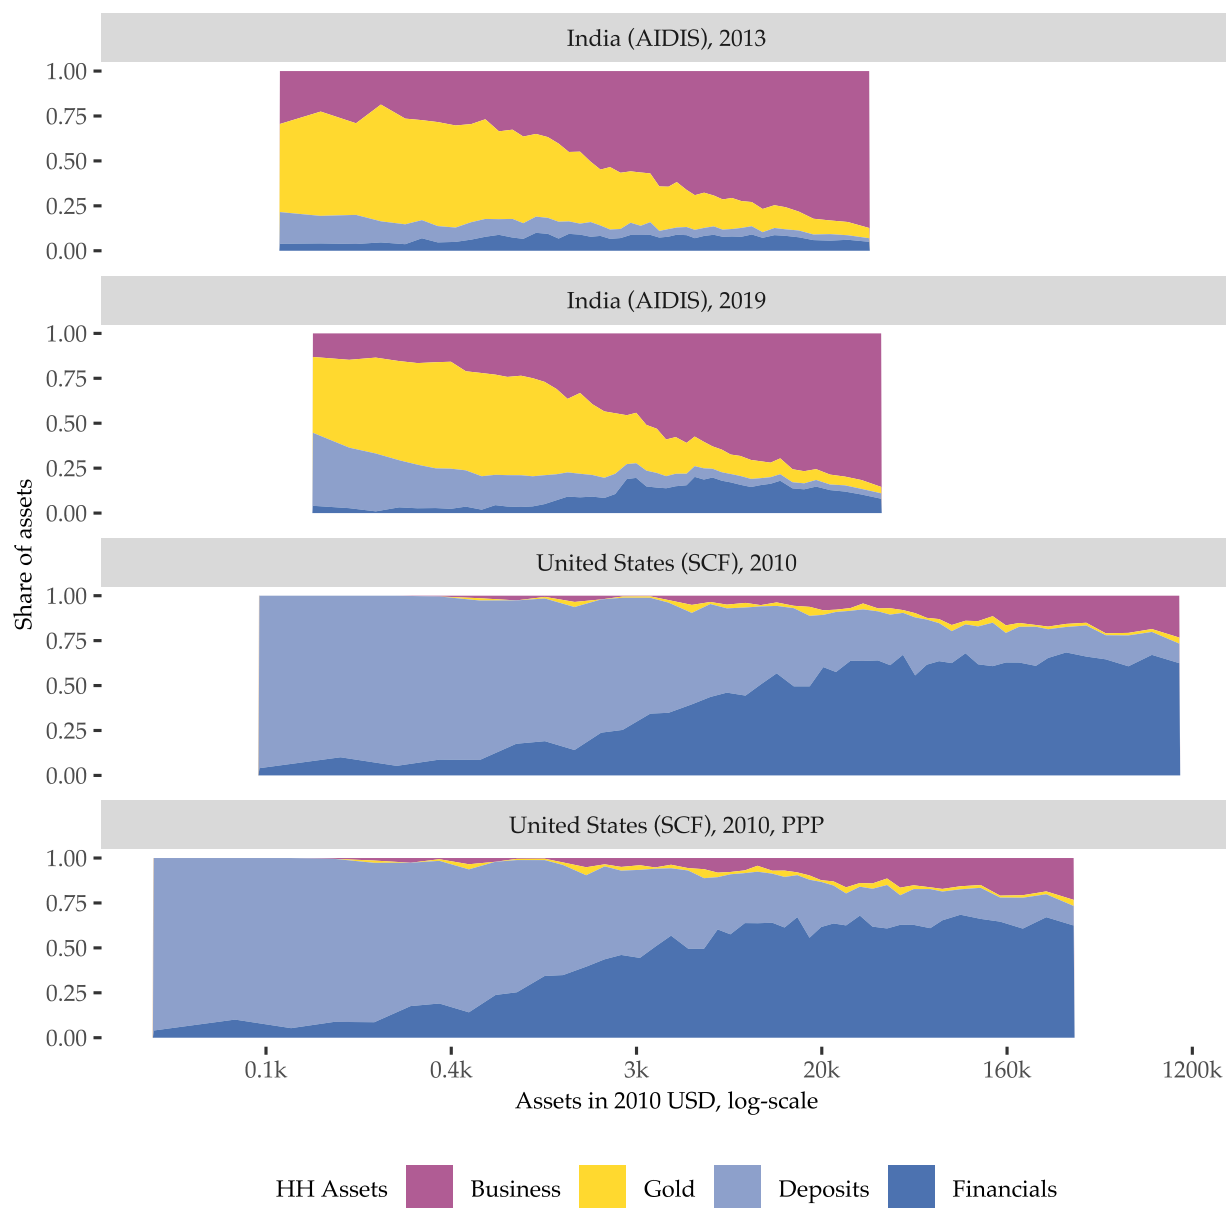 India (AIDIS), 2013
1.00
0.75
0.50
0.25
0.00
India (AIDIS), 2019
1.00
0.75
0.50
0.25
0.00
Share of assets
United States (SCF), 2010
1.00
0.75
0.50
0.25
0.00
United States (SCF), 2010, PPP
1.00
0.75
0.50
0.25
0.00
0.1k 0.4k 3k 20k 160k 1200k
Assets in 2010 USD, log-scale
HH Assets Business Gold Deposits Financials